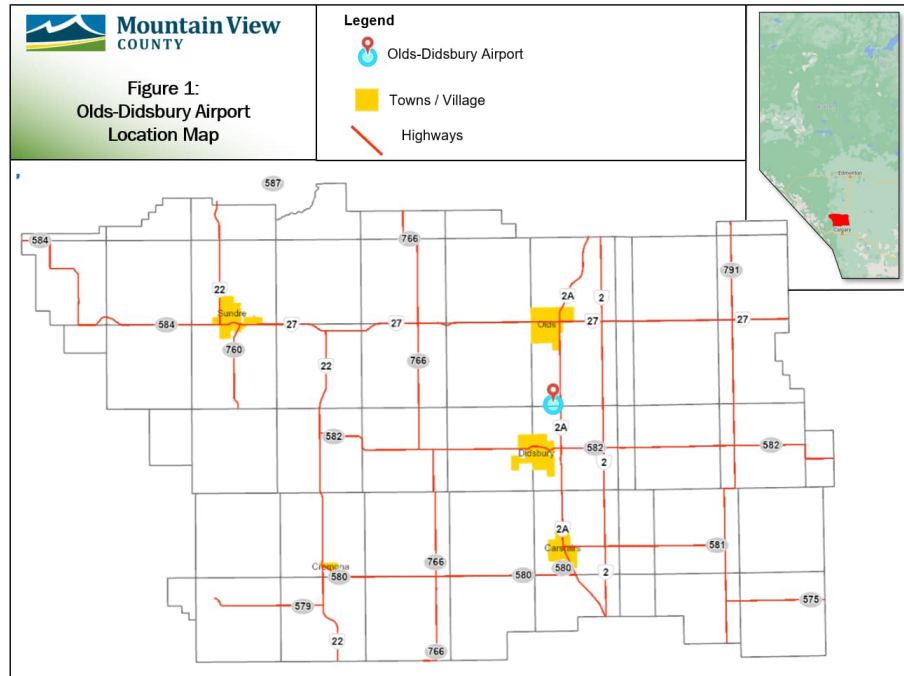 Mountain View
COUNTY
Figure 1:
Olds-Didsbury Airport
Location Map
Legend
Olds-Didsbury Airport
Towns / Village
Highways
Edmonton
Calgary
587
584
766
791
22
2A
2
Sundre
584
27
27
Olds
27
27
760
22
766
2A
582
582
582
Didsbury
2
2A
Carstairs
581
Cremona
580
766
580
580
2
579
575
22
766